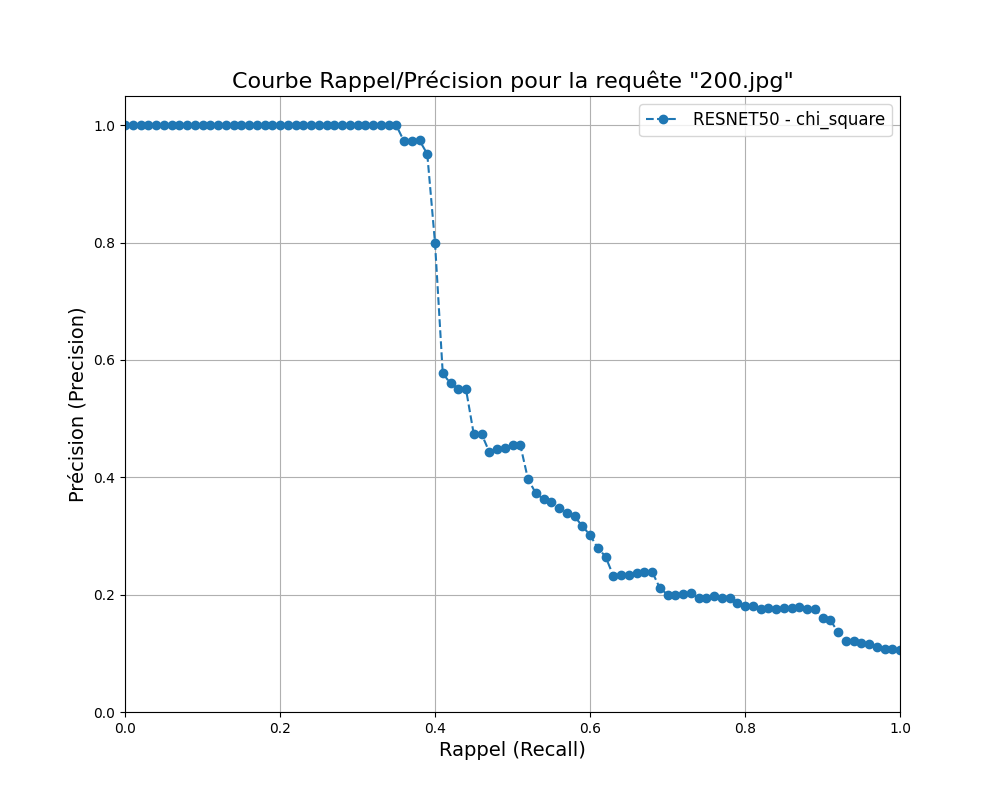 Courbe Rappel/Précision pour la requête "200.jpg"
RESNET50 - chi_square
Précision (Precision)
1.0
0.8
0.6
0.4
0.2
0.0
0.0 0.2 0.4 0.6 0.8 1.0
Rappel (Recall)